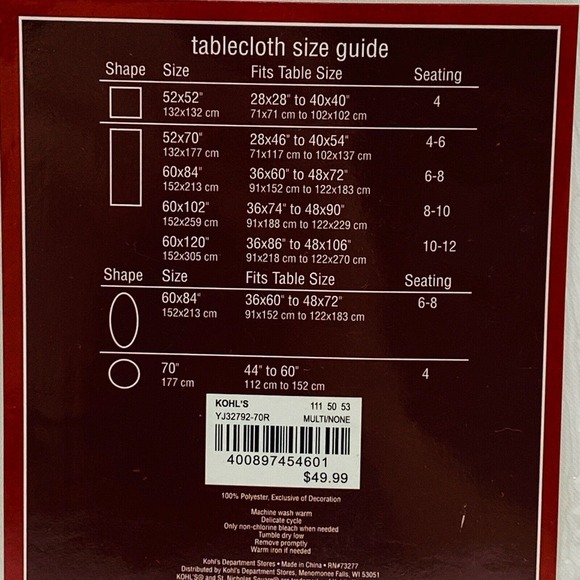 tablecloth size guide
Shape Size Fits Table Size Seating
52x52" 28x28" to 40x40" 4
132x132 cm 71x71 cm to 102x102 cm
52x70" 28x46" to 40x54" 4-6
132x177 cm 71x117 cm to 102x137 cm
60x84" 36x60" to 48x72" 6-8
152x213 cm 91x152 cm to 122x183 cm
60x102" 36x74" to 48x90" 8-10
152x259 cm 91x188 cm to 122x229 cm
60x120" 36x86" to 48x106" 10-12
152x305 cm 91x218 cm to 122x270 cm
Shape Size Fits Table Size Seating
60x84" 36x60" to 48x72" 6-8
152x213 cm 91x152 cm to 122x183 cm
70" 44" to 60" 4
177 cm 112 cm to 152 cm
KOHL'S 111 50 53
YJ32792-70R MULTI/NONE
400897454601
$49.99
100% Polyester, Exclusive of Decoration
Machine wash warm
Delicate cycle
Only non-chlorine bleach when needed
Tumble dry low
Remove promptly
Warm iron if needed
Kohl's Department Stores • Made in China • RN#73277
Distributed by Kohl's Department Stores, Menomonee Falls, WI 53051
KOHL'S® and St. Nicholas Square®